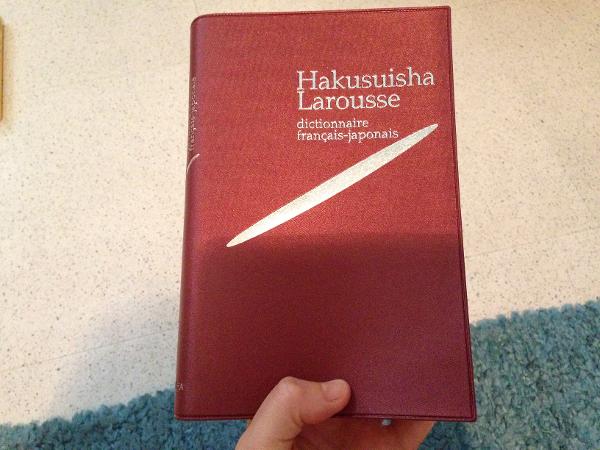 Hakusuisha
Larousse
dictionnaire
français-japonais